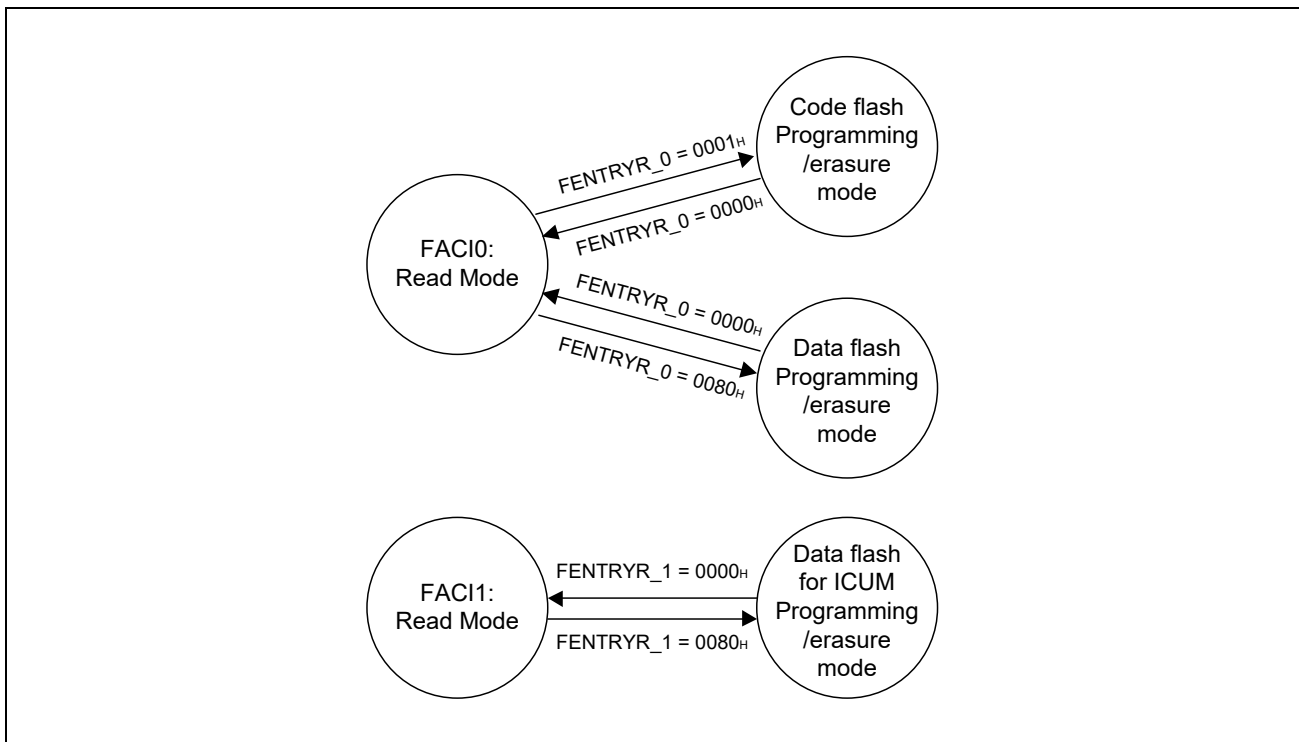 Code flash
Programming
/erasure
mode
FENTRYR_0 = 0001H
FENTRYR_0 = 0000H
FACI0:
Read Mode
FENTRYR_0 = 0000H
FENTRYR_0 = 0080H
Data flash
Programming
/erasure
mode
FACI1:
Read Mode
FENTRYR_1 = 0000H
FENTRYR_1 = 0080H
Data flash
for ICUM
Programming
/erasure
mode